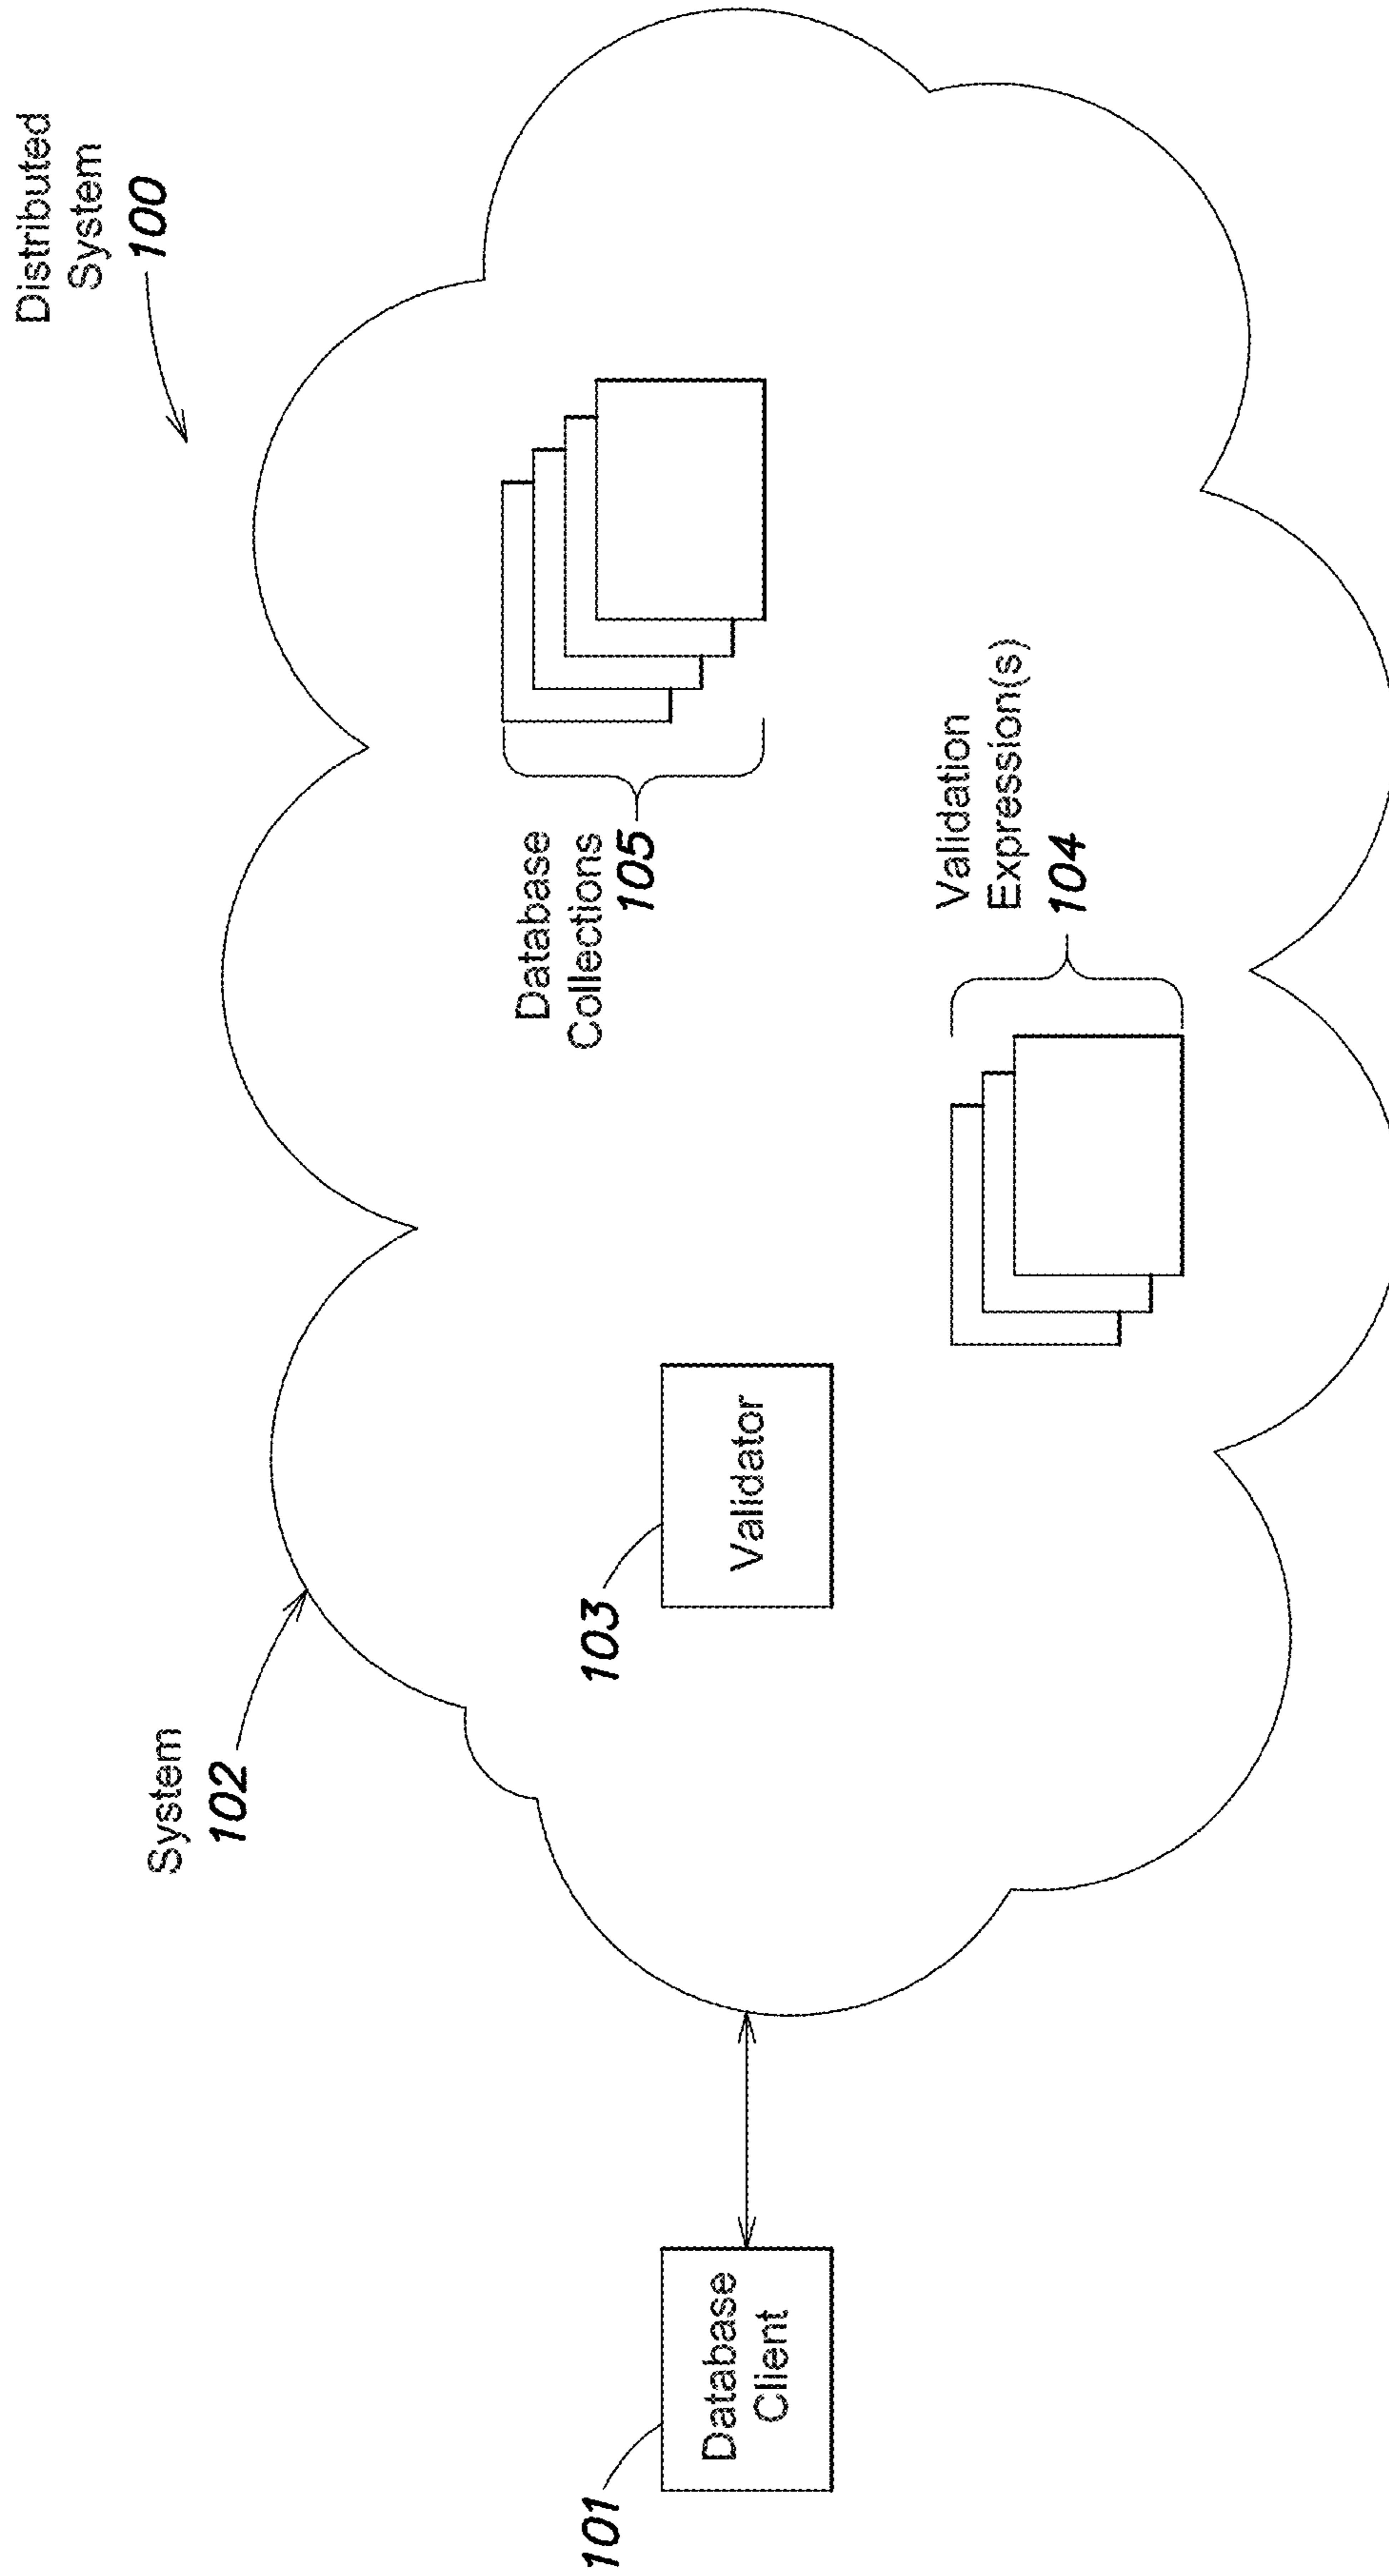 Distributed
System
100
System
102
Database
Collections
105
103
Validator
Validation
Expression(s)
104
101
Database
Client